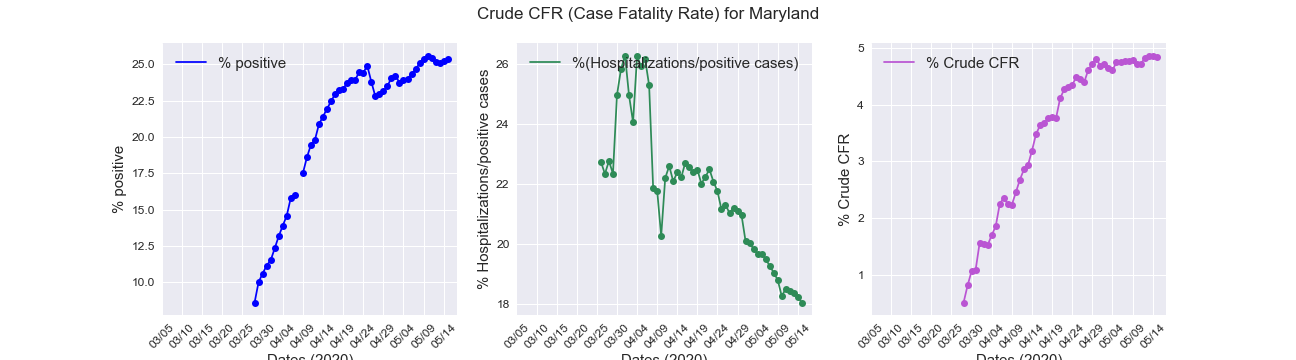 Crude CFR (Case Fatality Rate) for Maryland
% positive
% positive
25.0
22.5
20.0
17.5
15.0
12.5
10.0
03/05 03/10 03/15 03/20 03/25 03/30 04/04 04/09 04/14 04/19 04/24 04/29 05/04 05/09 05/14
Dates (2020)
%(Hospitalizations/positive cases)
% Hospitalizations/positive cases
26
24
22
20
18
03/05 03/10 03/15 03/20 03/25 03/30 04/04 04/09 04/14 04/19 04/24 04/29 05/04 05/09 05/14
Dates (2020)
% Crude CFR
% Crude CFR
5
4
3
2
1
03/05 03/10 03/15 03/20 03/25 03/30 04/04 04/09 04/14 04/19 04/24 04/29 05/04 05/09 05/14
Dates (2020)